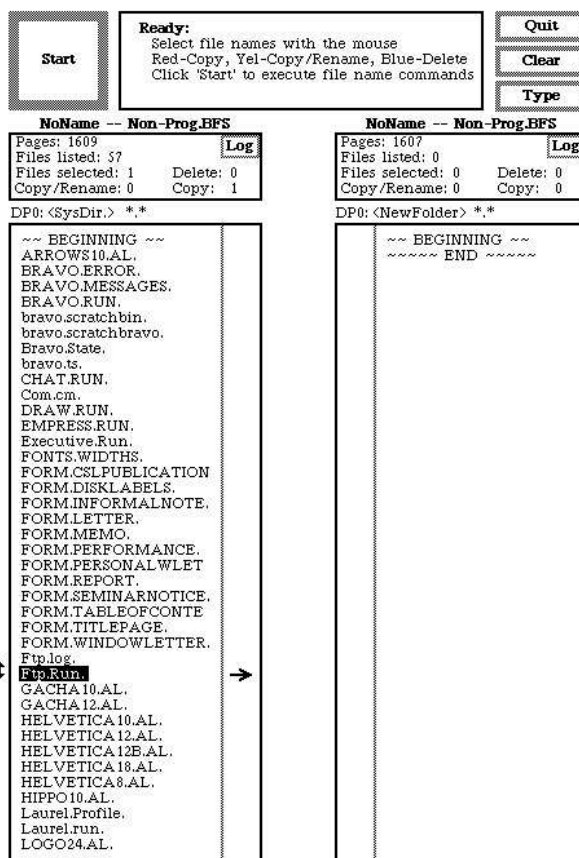 Start
Ready:
Select file names with the mouse
Red-Copy, Yel-Copy/Rename, Blue-Delete
Click 'Start' to execute file name commands
Quit
Clear
Type
NoName -- Non-Prog.BFS
Pages: 1609
Log
Files listed: 57
Files selected: 1 Delete: 0
Copy/Rename: 0 Copy: 1
DP0: <SysDir.> *.*
~~ BEGINNING ~~
ARROWS10.AL.
BRAVO.ERROR.
BRAVO.MESSAGES.
BRAVO.RUN.
bravo.scratchbin.
bravo.scratchbravo.
Bravo.State.
bravo.ts.
CHAT.RUN.
Com.cm.
DRAW.RUN.
EMPRESS.RUN.
Executive.Run.
FONTS.WIDTHS.
FORM.CSLPUBLICATION
FORM.DISKLABELS.
FORM.INFORMALNOTE.
FORM.LETTER.
FORM.MEMO.
FORM.PERFORMANCE.
FORM.PERSONALWLET
FORM.REPORT.
FORM.SEMINARNOTICE.
FORM.TABLEOFCONTE
FORM.TITLEPAGE.
FORM.WINDOWLETTER.
Ftp.log.
Ftp.Run.
GACHA10.AL.
GACHA12.AL.
HELVETICA10.AL.
HELVETICA12.AL.
HELVETICA12B.AL.
HELVETICA18.AL.
HELVETICA8.AL.
HIPPO10.AL.
Laurel.Profile.
Laurel.run.
LOGO24.AL.
NoName -- Non-Prog.BFS
Pages: 1607
Log
Files listed: 0
Files selected: 0 Delete: 0
Copy/Rename: 0 Copy: 0
DP0: <NewFolder> *.*
~~ BEGINNING ~~
~~~~~ END ~~~~~